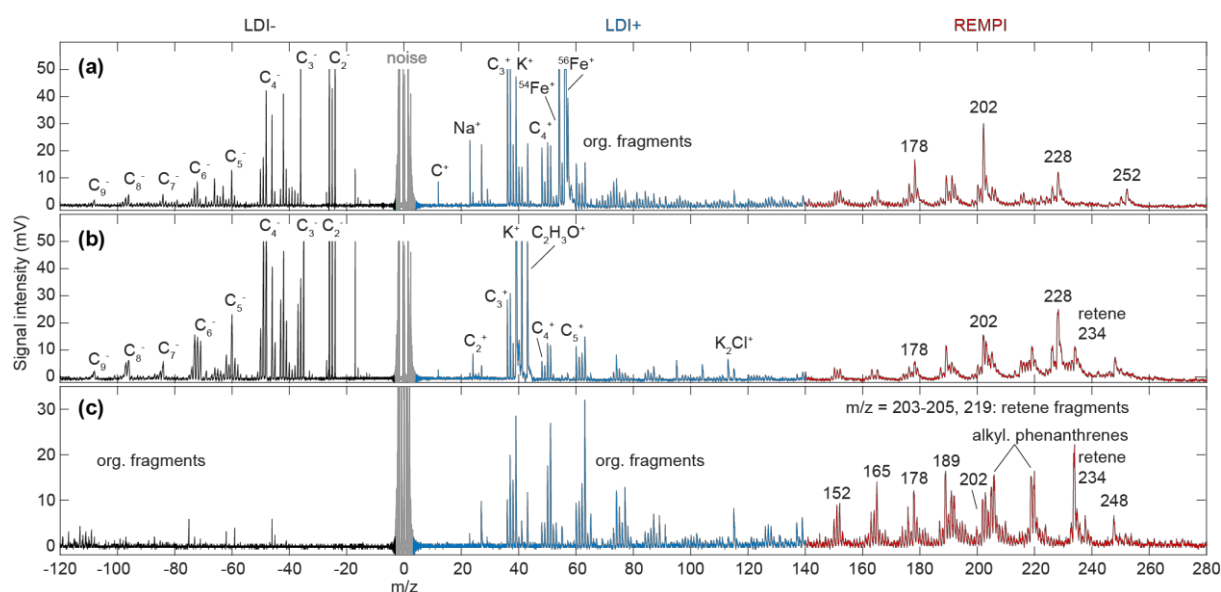 LDI- LDI+ REMPI
Signal intensity (mV)
(a)
50
40
30
20
10
0
C₉⁻ C₈⁻ C₇⁻ C₆⁻ C₅⁻ C₄⁻ C₃⁻ C₂⁻
noise
C⁺ Na⁺ C₃⁺ K⁺ C₄⁺ ⁵⁴Fe⁺ ⁵⁶Fe⁺
org. fragments
178 202 228 252
(b)
50
40
30
20
10
0
C₉⁻ C₈⁻ C₇⁻ C₆⁻ C₅⁻ C₄⁻ C₃⁻ C₂⁻
C₂⁺ C₃⁺ K⁺ C₂H₃O⁺ C₄⁺ C₅⁺ K₂Cl⁺
178 202 228
retene
234
(c)
30
20
10
0
org. fragments
org. fragments
m/z = 203-205, 219: retene fragments
alkyl. phenanthrenes
152 165 178 189 202
retene
234
248
-120 -100 -80 -60 -40 -20 0 20 40 60 80 100 120 140 160 180 200 220 240 260 280
m/z